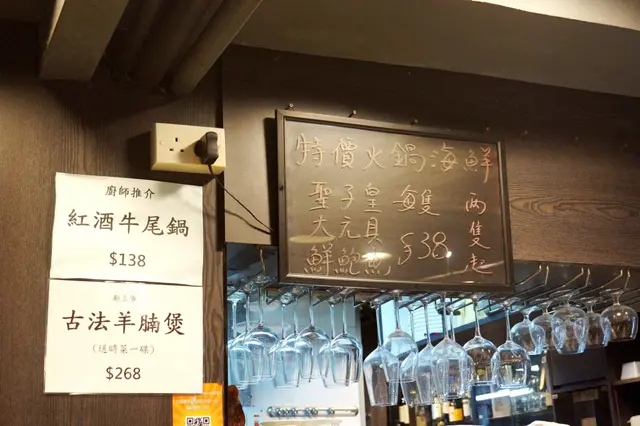 廚師推介
紅酒牛尾鍋
$138
新上市
古法羊腩煲
(送時菜一碟)
$268
特價火鍋海鮮
聖子皇 每隻
大元貝 $38 兩隻起
鮮鮑魚